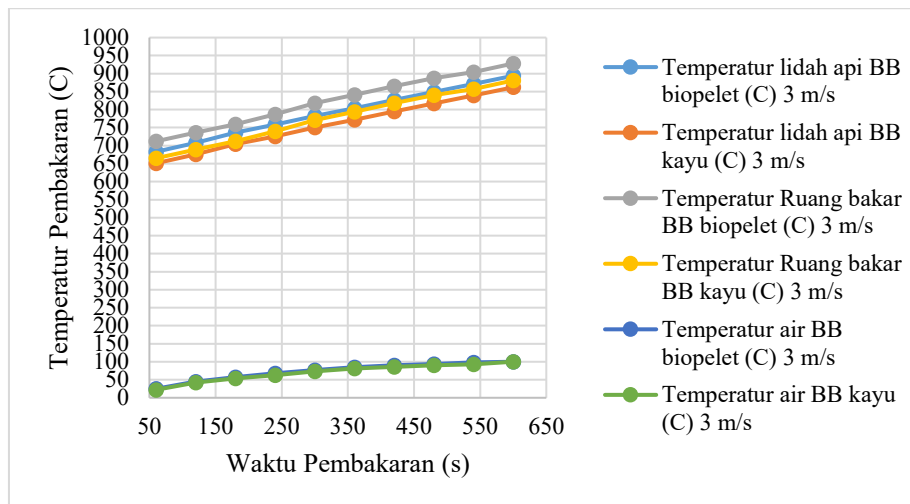 Temperatur Pembakaran (C)
1000
950
900
850
800
750
700
650
600
550
500
450
400
350
300
250
200
150
100
50
0
50 150 250 350 450 550 650
Waktu Pembakaran (s)
Temperatur lidah api BB
biopelet (C) 3 m/s
Temperatur lidah api BB
kayu (C) 3 m/s
Temperatur Ruang bakar
BB biopelet (C) 3 m/s
Temperatur Ruang bakar
BB kayu (C) 3 m/s
Temperatur air BB
biopelet (C) 3 m/s
Temperatur air BB kayu
(C) 3 m/s